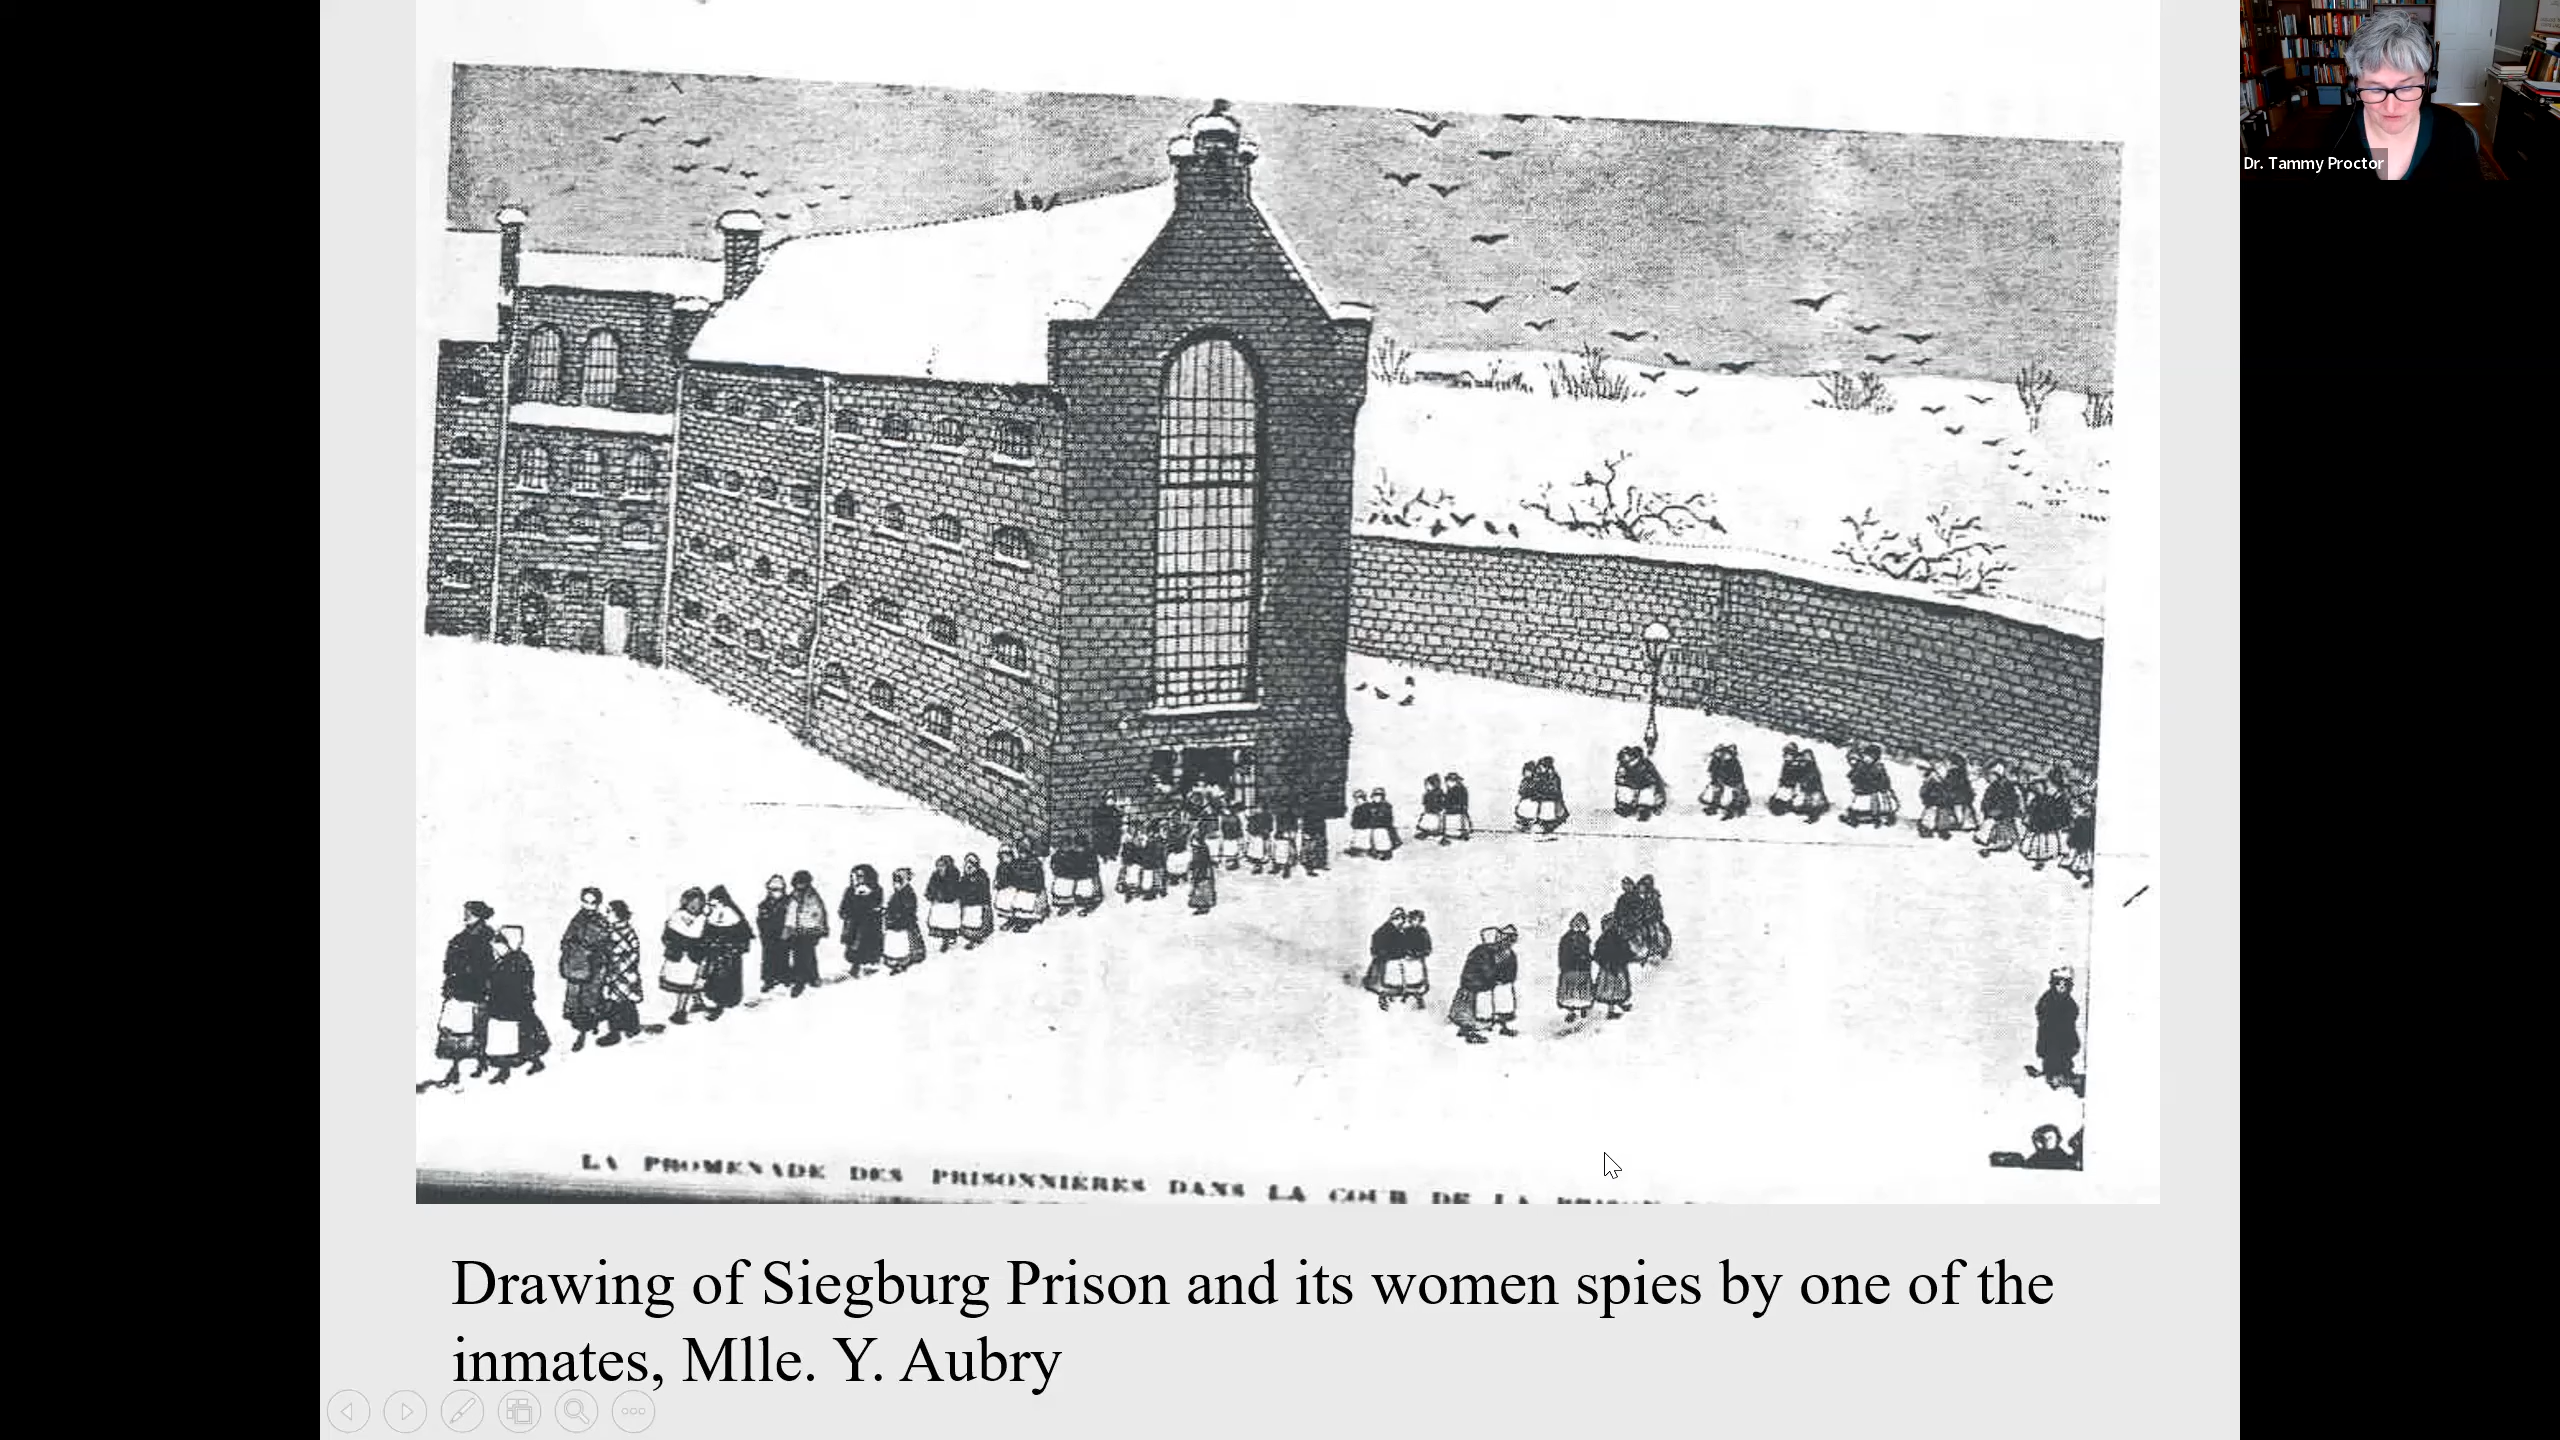 Dr. Tammy Proctor
LA PROMENADE DES PRISONNIÈRES DANS LA COUR DE LA PRISON
Drawing of Siegburg Prison and its women spies by one of the
inmates, Mlle. Y. Aubry